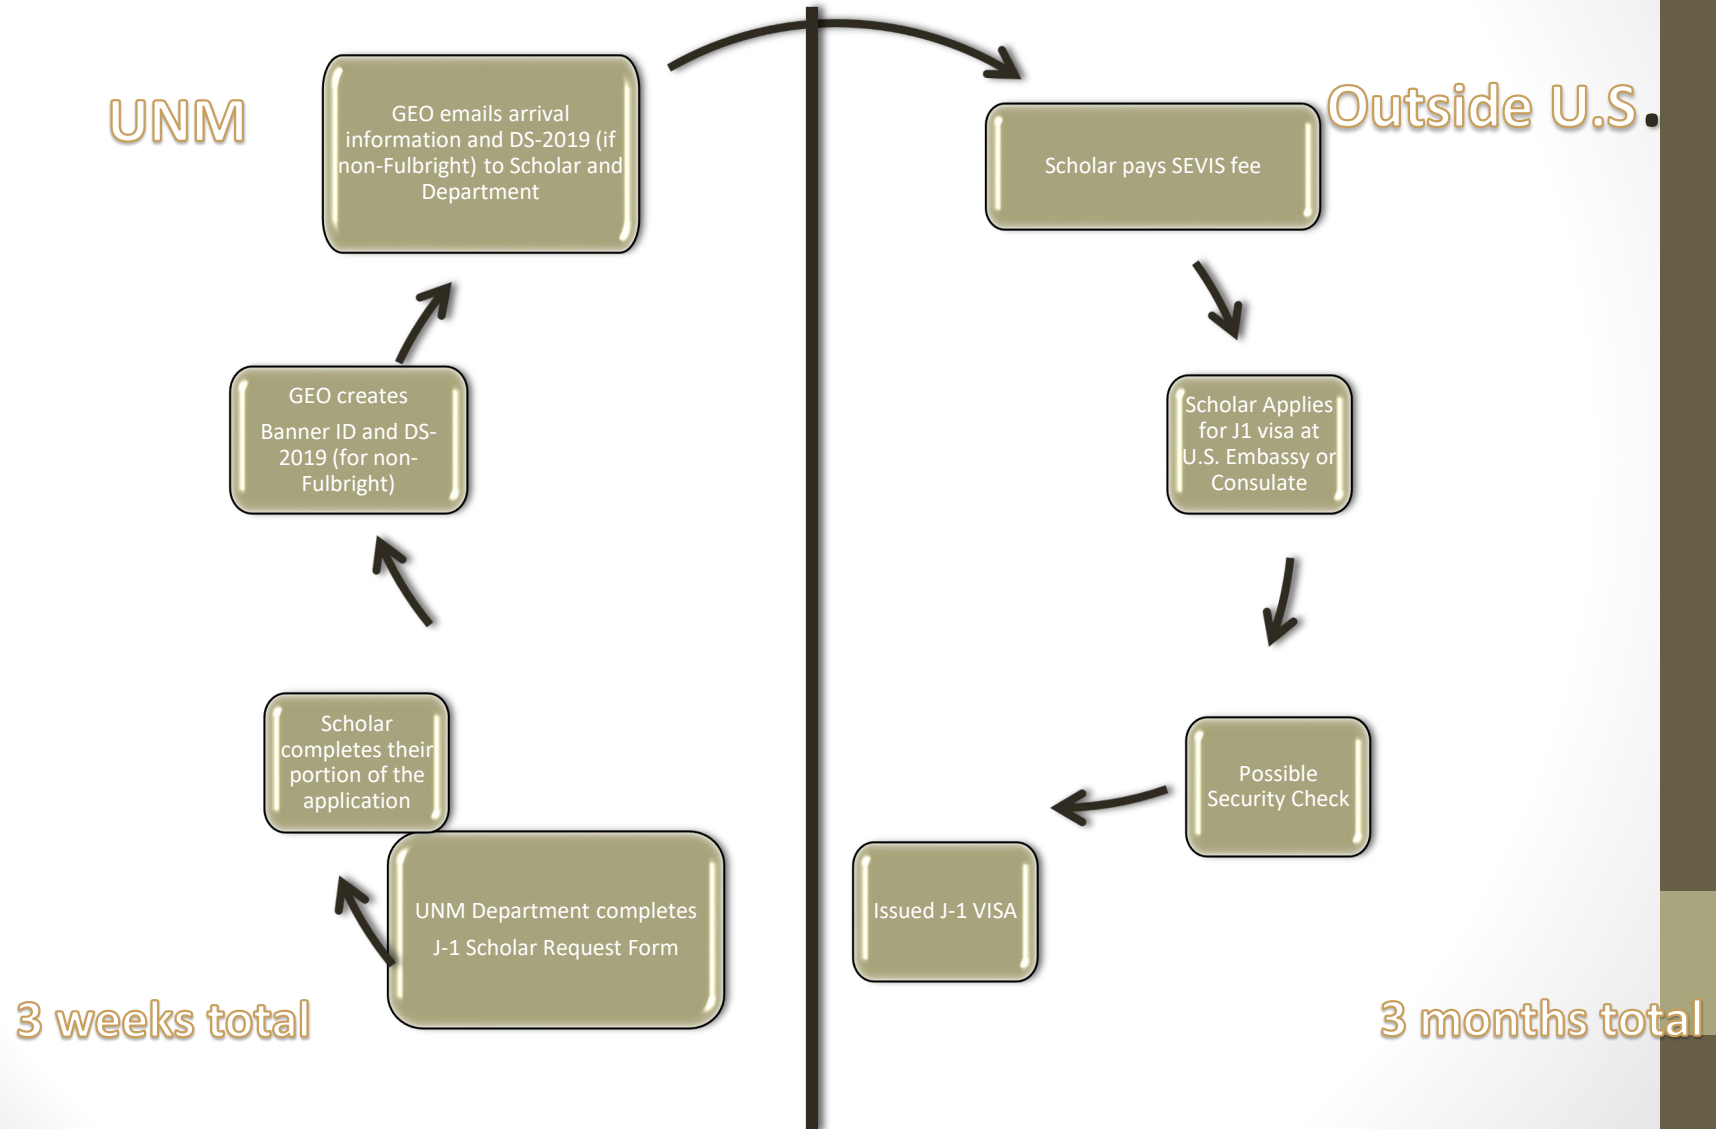 UNM
GEO emails arrival
information and DS-2019 (if
non-Fulbright) to Scholar and
Department
GEO creates
Banner ID and DS-
2019 (for non-
Fulbright)
Scholar
completes their
portion of the
application
UNM Department completes
J-1 Scholar Request Form
3 weeks total
Outside U.S.
Scholar pays SEVIS fee
Scholar Applies
for J1 visa at
U.S. Embassy or
Consulate
Possible
Security Check
Issued J-1 VISA
3 months total